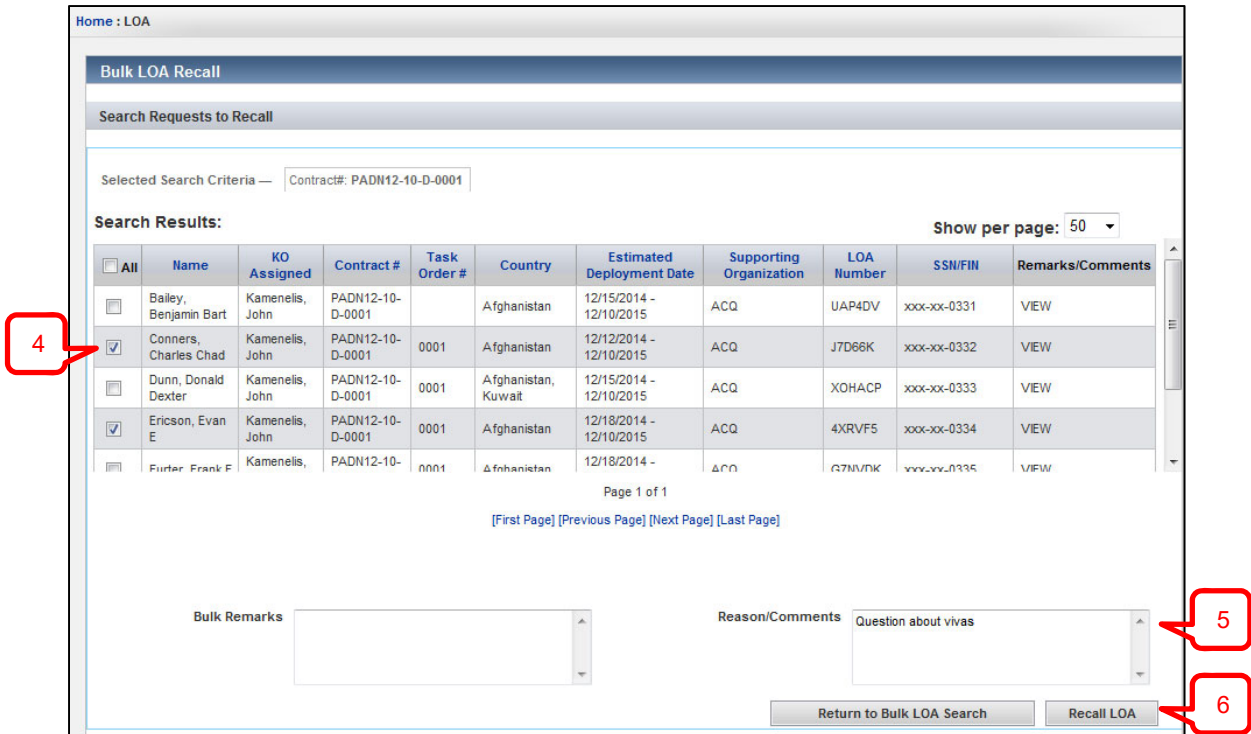 Home : LOA
Bulk LOA Recall
Search Requests to Recall
Selected Search Criteria — Contract#: PADN12-10-D-0001
Search Results:
Show per page: 50
All Name KO Assigned Contract # Task Order # Country Estimated Deployment Date Supporting Organization LOA Number SSN/FIN Remarks/Comments
Bailey, Benjamin Bart Kamenelis, John PADN12-10-D-0001 Afghanistan 12/15/2014 - 12/10/2015 ACQ UAP4DV xxx-xx-0331 VIEW
4
Conners, Charles Chad Kamenelis, John PADN12-10-D-0001 0001 Afghanistan 12/12/2014 - 12/10/2015 ACQ J7D66K xxx-xx-0332 VIEW
Dunn, Donald Dexter Kamenelis, John PADN12-10-D-0001 0001 Afghanistan, Kuwait 12/15/2014 - 12/10/2015 ACQ XOHACP xxx-xx-0333 VIEW
Ericson, Evan E Kamenelis, John PADN12-10-D-0001 0001 Afghanistan 12/18/2014 - 12/10/2015 ACQ 4XRVF5 xxx-xx-0334 VIEW
Furter, Frank F Kamenelis, PADN12-10- 0001 Afghanistan 12/18/2014 - ACQ G7NVDK xxx-xx-0335 VIEW
Page 1 of 1
[First Page] [Previous Page] [Next Page] [Last Page]
Bulk Remarks
Reason/Comments
Question about vivas
5
Return to Bulk LOA Search
Recall LOA
6